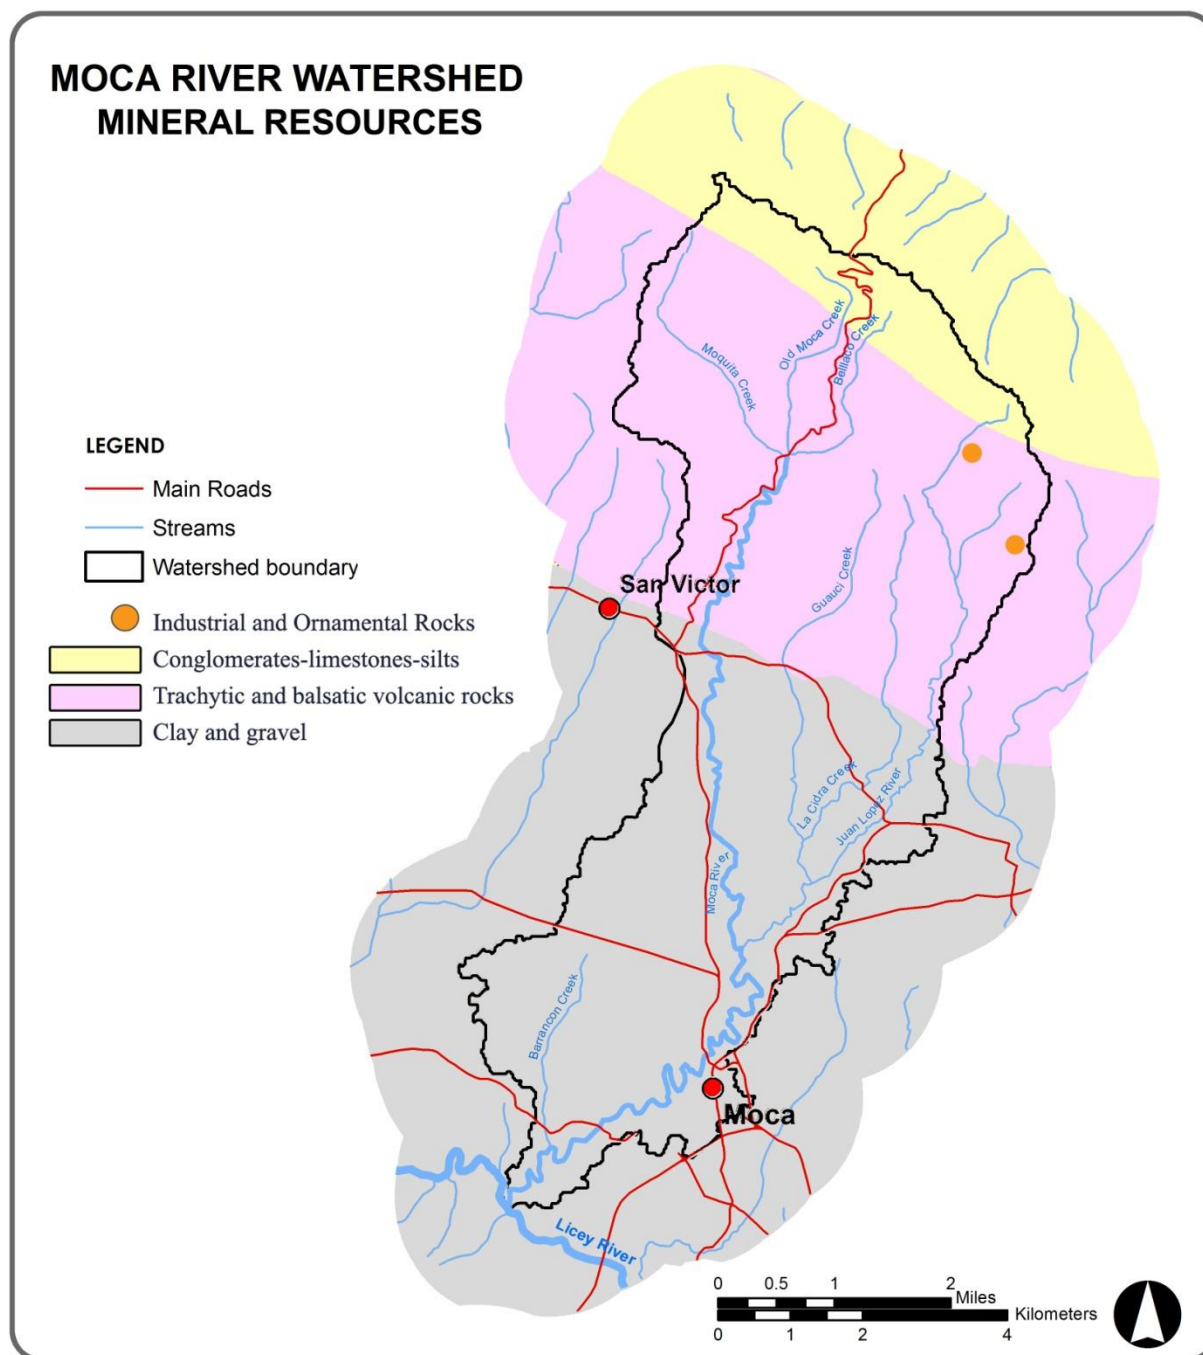 MOCA RIVER WATERSHED
MINERAL RESOURCES
Old Moca Creek
Bellaco Creek
Moquita Creek
LEGEND
Main Roads
Streams
Watershed boundary
Industrial and Ornamental Rocks
Conglomerates-limestones-silts
Trachytic and balsatic volcanic rocks
Clay and gravel
San Victor
Guauci Creek
La Cidra Creek
Juan Lopez River
Moca River
Barrancon Creek
Moca
Licey River
0 0.5 1 2
Miles
Kilometers
0 1 2 4